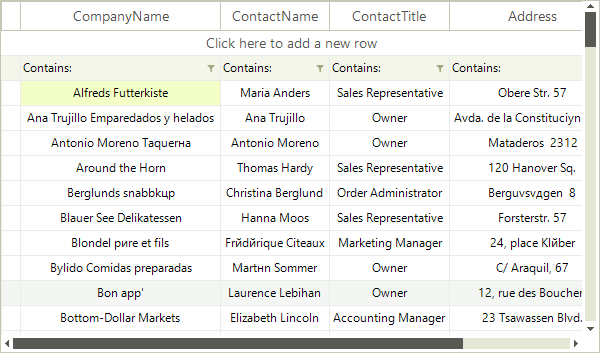 CompanyName ContactName ContactTitle Address
Click here to add a new row
Contains: Contains: Contains: Contains:
Alfreds Futterkiste Maria Anders Sales Representative Obere Str. 57
Ana Trujillo Emparedados y helados Ana Trujillo Owner Avda. de la Constituciуn
Antonio Moreno Taquerнa Antonio Moreno Owner Mataderos 2312
Around the Horn Thomas Hardy Sales Representative 120 Hanover Sq.
Berglunds snabbkцp Christina Berglund Order Administrator Berguvsvдgen 8
Blauer See Delikatessen Hanna Moos Sales Representative Forsterstr. 57
Blondel pиre et fils Frйdйrique Citeaux Marketing Manager 24, place Klйber
Bylido Comidas preparadas Martнn Sommer Owner C/ Araquil, 67
Bon app' Laurence Lebihan Owner 12, rue des Boucher
Bottom-Dollar Markets Elizabeth Lincoln Accounting Manager 23 Tsawassen Blvd.